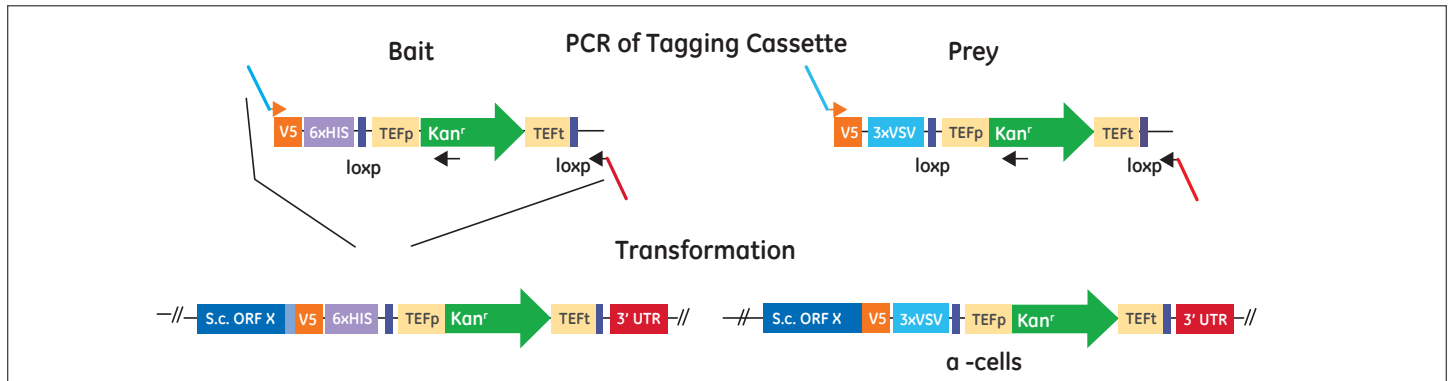 PCR of Tagging Cassette
Bait
Prey
V5 6xHIS TEFp Kanʳ TEFt
loxp loxp
V5 3xVSV TEFp Kanʳ TEFt
loxp loxp
Transformation
S.c. ORF X V5 6xHIS TEFp Kanʳ TEFt 3′ UTR
S.c. ORF X V5 3xVSV TEFp Kanʳ TEFt 3′ UTR
α -cells